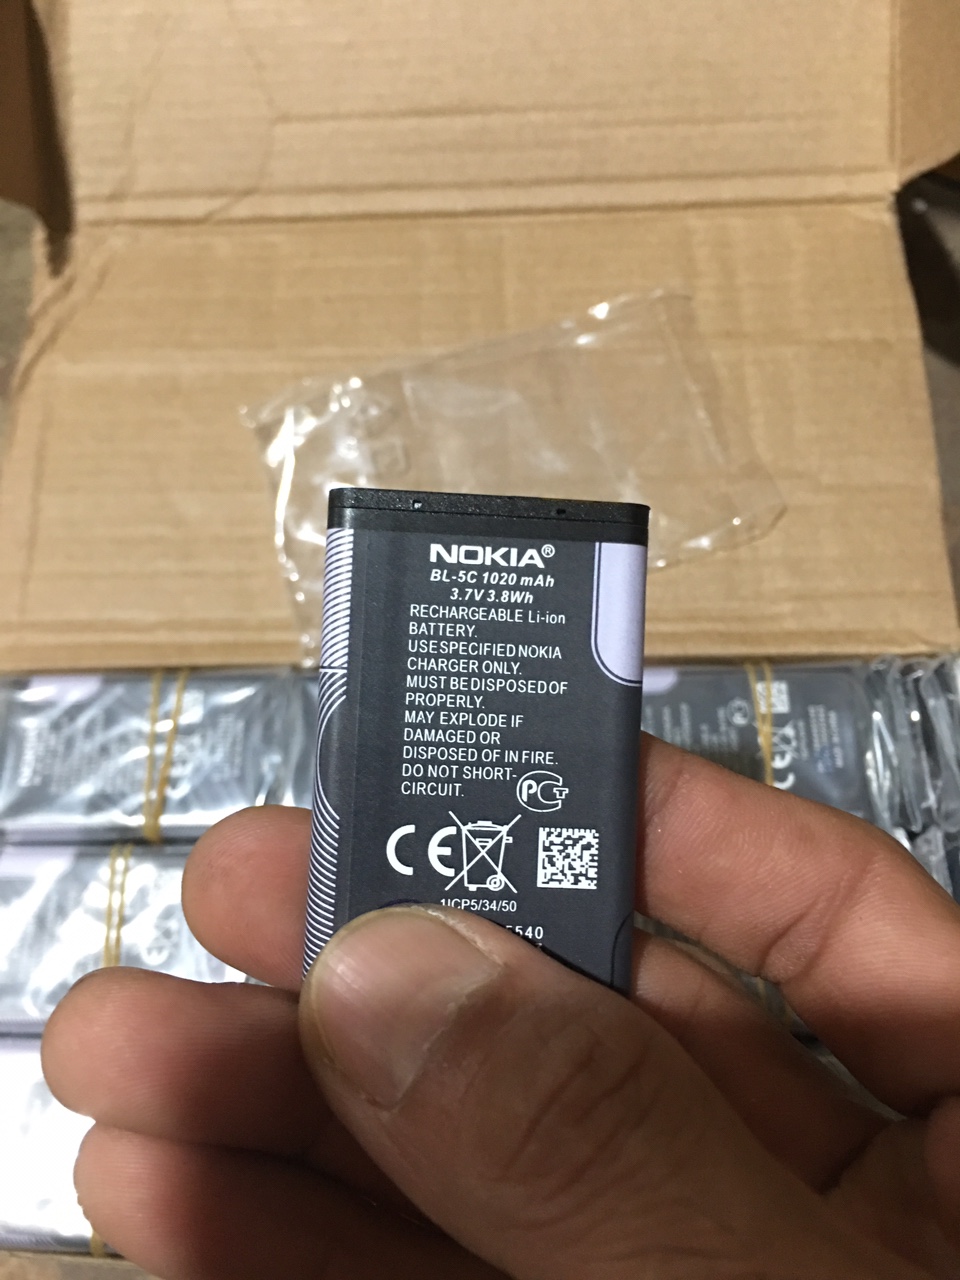 NOKIA®
BL-5C 1020 mAh
3.7V 3.8Wh
RECHARGEABLE Li-ion
BATTERY.
USE SPECIFIED NOKIA
CHARGER ONLY.
MUST BE DISPOSED OF
PROPERLY.
MAY EXPLODE IF
DAMAGED OR
DISPOSED OF IN FIRE.
DO NOT SHORT-
CIRCUIT.
PCT
CE
1ICP5/34/50
5540